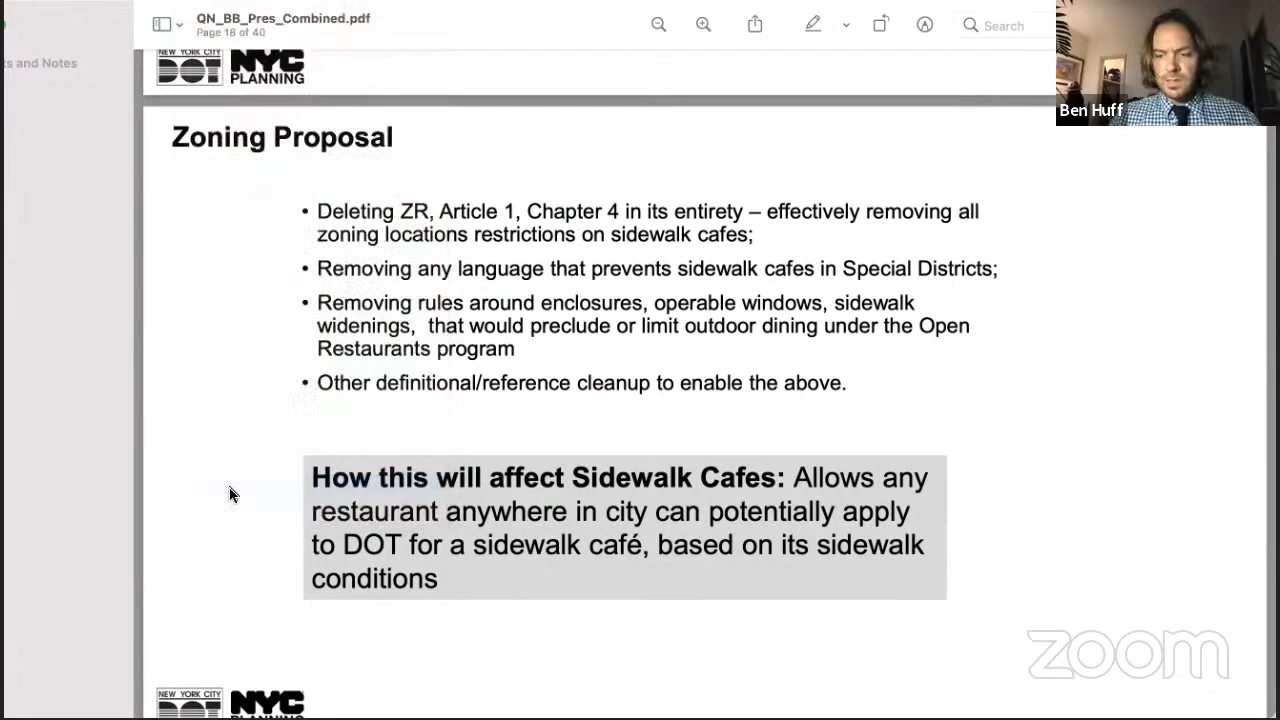 QN_BB_Pres_Combined.pdf
Page 18 of 40
Search
ts and Notes
Ben Huff
NEW YORK CITY
DOT
NYC
PLANNING
Zoning Proposal
• Deleting ZR, Article 1, Chapter 4 in its entirety – effectively removing all
zoning locations restrictions on sidewalk cafes;
• Removing any language that prevents sidewalk cafes in Special Districts;
• Removing rules around enclosures, operable windows, sidewalk
widenings, that would preclude or limit outdoor dining under the Open
Restaurants program
• Other definitional/reference cleanup to enable the above.
How this will affect Sidewalk Cafes: Allows any
restaurant anywhere in city can potentially apply
to DOT for a sidewalk café, based on its sidewalk
conditions
zoom
NEW YORK CITY
DOT
NYC
PLANNING